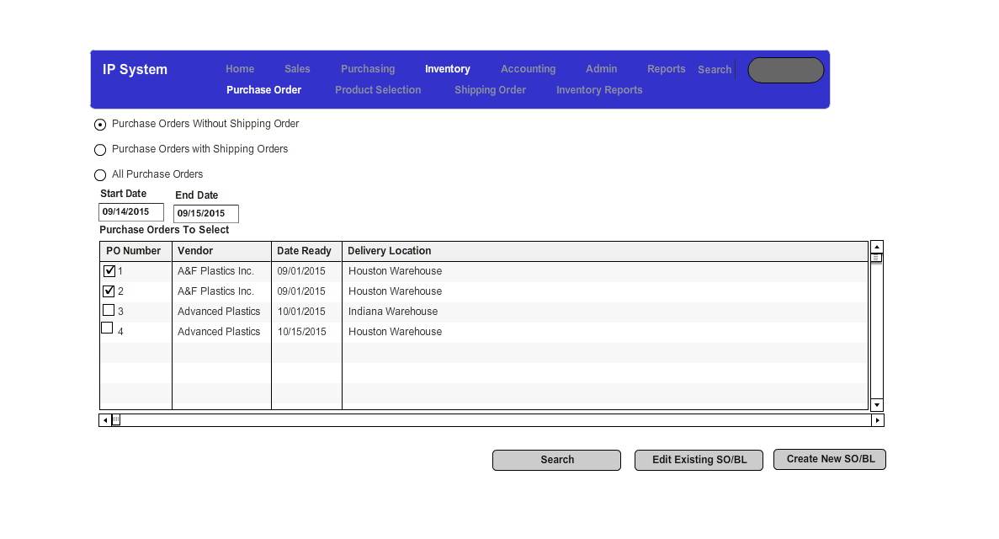 IP System Home Sales Purchasing Inventory Accounting Admin Reports Search
Purchase Order Product Selection Shipping Order Inventory Reports
Purchase Orders Without Shipping Order
Purchase Orders with Shipping Orders
All Purchase Orders
Start Date End Date
09/14/2015 09/15/2015
Purchase Orders To Select
PO Number Vendor Date Ready Delivery Location
1 A&F Plastics Inc. 09/01/2015 Houston Warehouse
2 A&F Plastics Inc. 09/01/2015 Houston Warehouse
3 Advanced Plastics 10/01/2015 Indiana Warehouse
4 Advanced Plastics 10/15/2015 Houston Warehouse
Search Edit Existing SO/BL Create New SO/BL